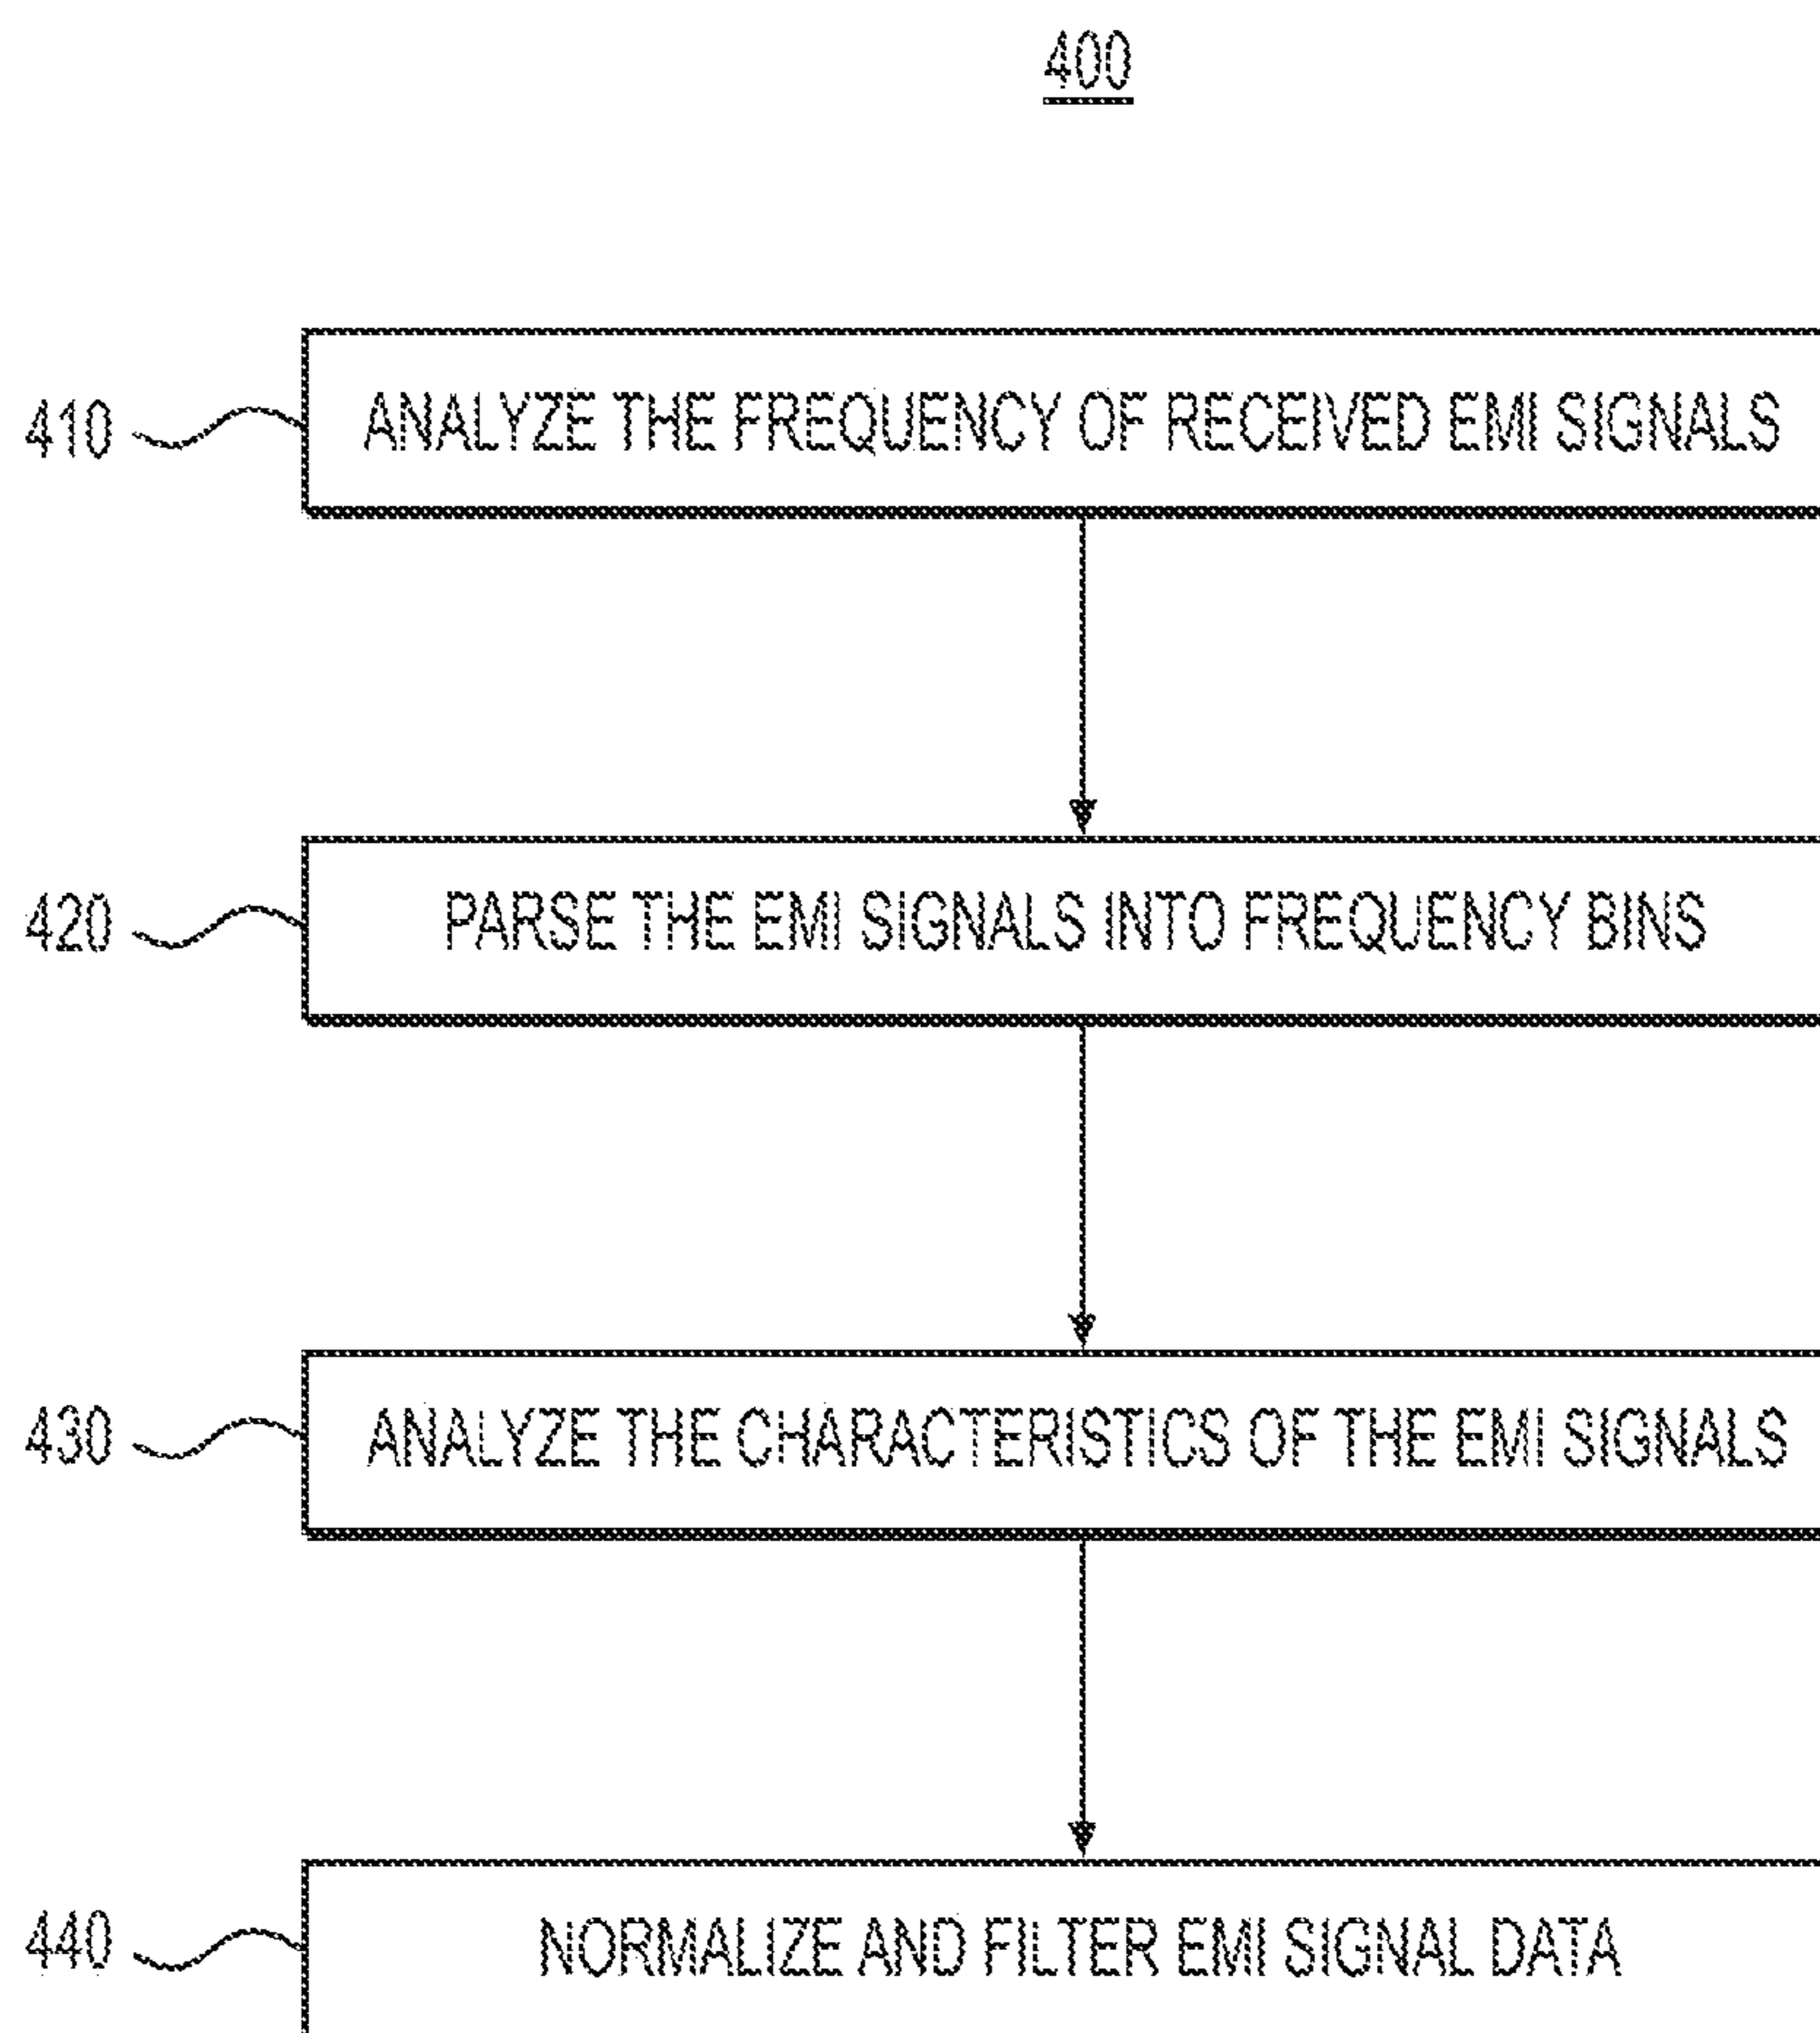 400
410
ANALYZE THE FREQUENCY OF RECEIVED EMI SIGNALS
420
PARSE THE EMI SIGNALS INTO FREQUENCY BINS
430
ANALYZE THE CHARACTERISTICS OF THE EMI SIGNALS
440
NORMALIZE AND FILTER EMI SIGNAL DATA